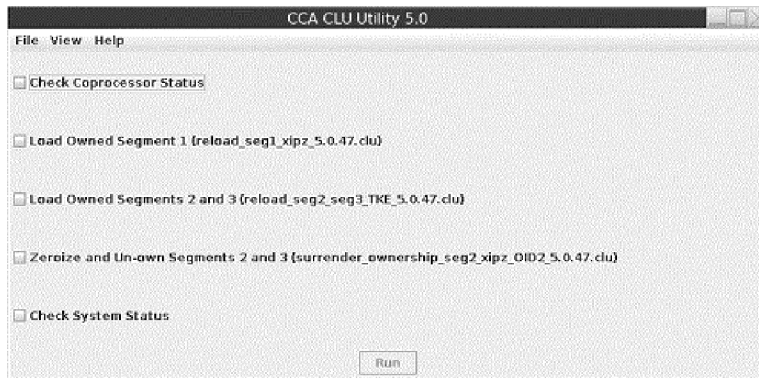 CCA CLU Utility 5.0
File View Help
Check Coprocessor Status
Load Owned Segment 1 (reload_seg1_xipz_5.0.47.clu)
Load Owned Segments 2 and 3 (reload_seg2_seg3_TKE_5.0.47.clu)
Zeroize and Un-own Segments 2 and 3 (surrender_ownership_seg2_xipz_OID2_5.0.47.clu)
Check System Status
Run